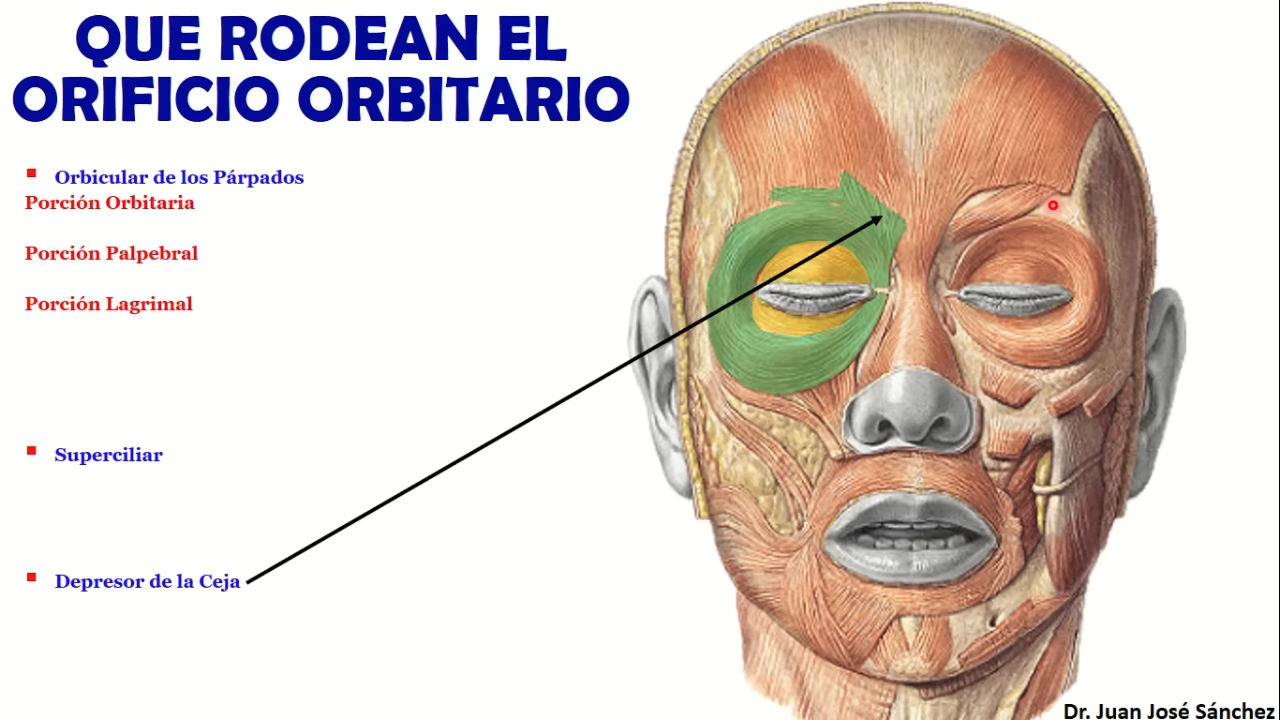 QUE RODEAN EL
ORIFICIO ORBITARIO
Orbicular de los Párpados
Porción Orbitaria
Porción Palpebral
Porción Lagrimal
Superciliar
Depresor de la Ceja
Dr. Juan José Sánchez